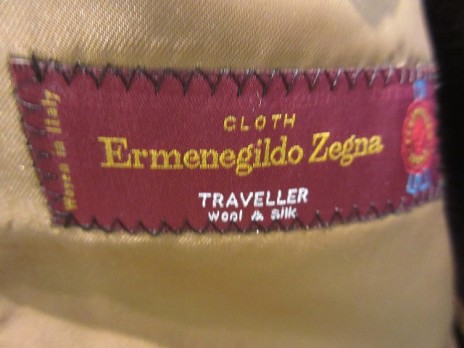 CLOTH
Ermenegildo Zegna
TRAVELLER
Wool & Silk
Woven in Italy